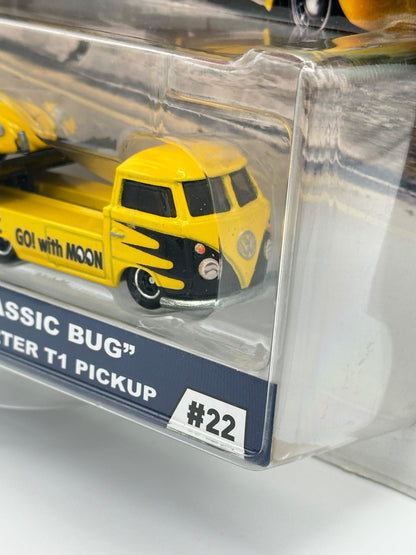 GO! with MOON
ASSIC BUG”
TER T1 PICKUP
#22